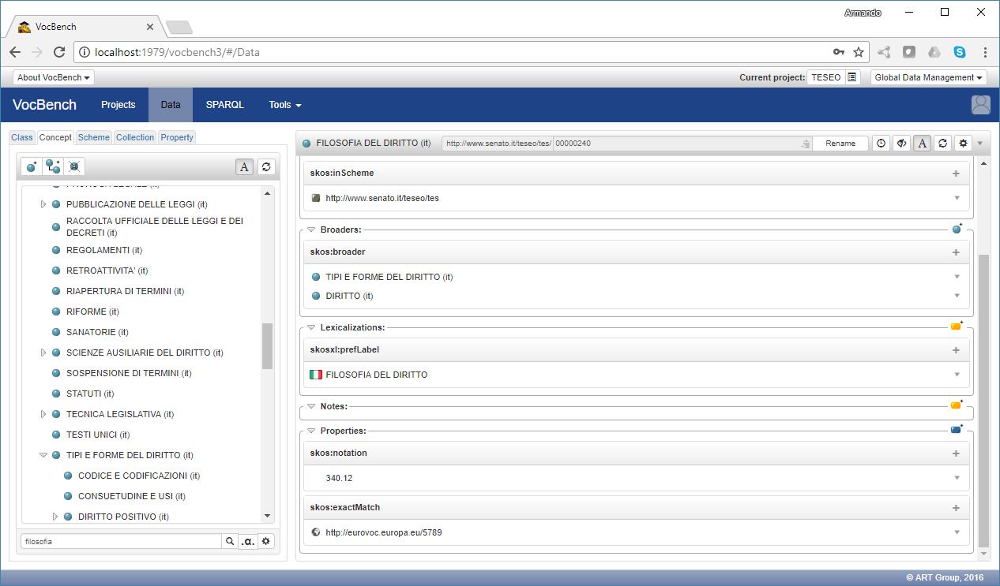 Armando
VocBench
localhost:1979/vocbench3/#/Data
About VocBench
Current project: TESEO
Global Data Management
VocBench
Projects
Data
SPARQL
Tools
Class
Concept
Scheme
Collection
Property
A
PUBBLICAZIONE DELLE LEGGI (it)
RACCOLTA UFFICIALE DELLE LEGGI E DEI
DECRETI (it)
REGOLAMENTI (it)
RETROATTIVITA' (it)
RIAPERTURA DI TERMINI (it)
RIFORME (it)
SANATORIE (it)
SCIENZE AUSILIARIE DEL DIRITTO (it)
SOSPENSIONE DI TERMINI (it)
STATUTI (it)
TECNICA LEGISLATIVA (it)
TESTI UNICI (it)
TIPI E FORME DEL DIRITTO (it)
CODICE E CODIFICAZIONI (it)
CONSUETUDINE E USI (it)
DIRITTO POSITIVO (it)
filosofia
.α.
FILOSOFIA DEL DIRITTO (it)
http://www.senato.it/teseo/tes/ 00000240
Rename
A
skos:inScheme
http://www.senato.it/teseo/tes
Broaders:
skos:broader
TIPI E FORME DEL DIRITTO (it)
DIRITTO (it)
Lexicalizations:
skosxl:prefLabel
FILOSOFIA DEL DIRITTO
Notes:
Properties:
skos:notation
340.12
skos:exactMatch
http://eurovoc.europa.eu/5789
© ART Group, 2016